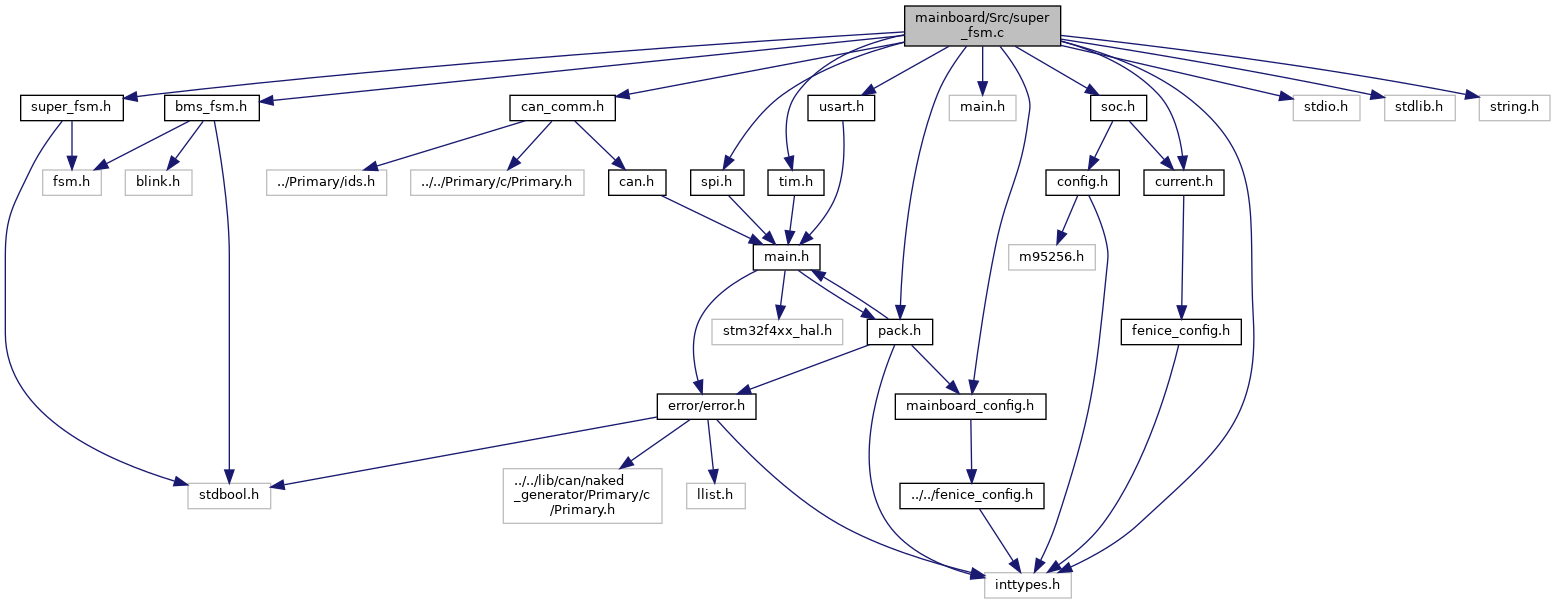 mainboard/Src/super
_fsm.c
super_fsm.h
bms_fsm.h
can_comm.h
usart.h
main.h
soc.h
stdio.h
stdlib.h
string.h
fsm.h
blink.h
../Primary/ids.h
../../Primary/c/Primary.h
can.h
spi.h
tim.h
config.h
current.h
main.h
m95256.h
stm32f4xx_hal.h
pack.h
fenice_config.h
error/error.h
mainboard_config.h
stdbool.h
../../lib/can/naked
_generator/Primary/c
/Primary.h
llist.h
../../fenice_config.h
inttypes.h